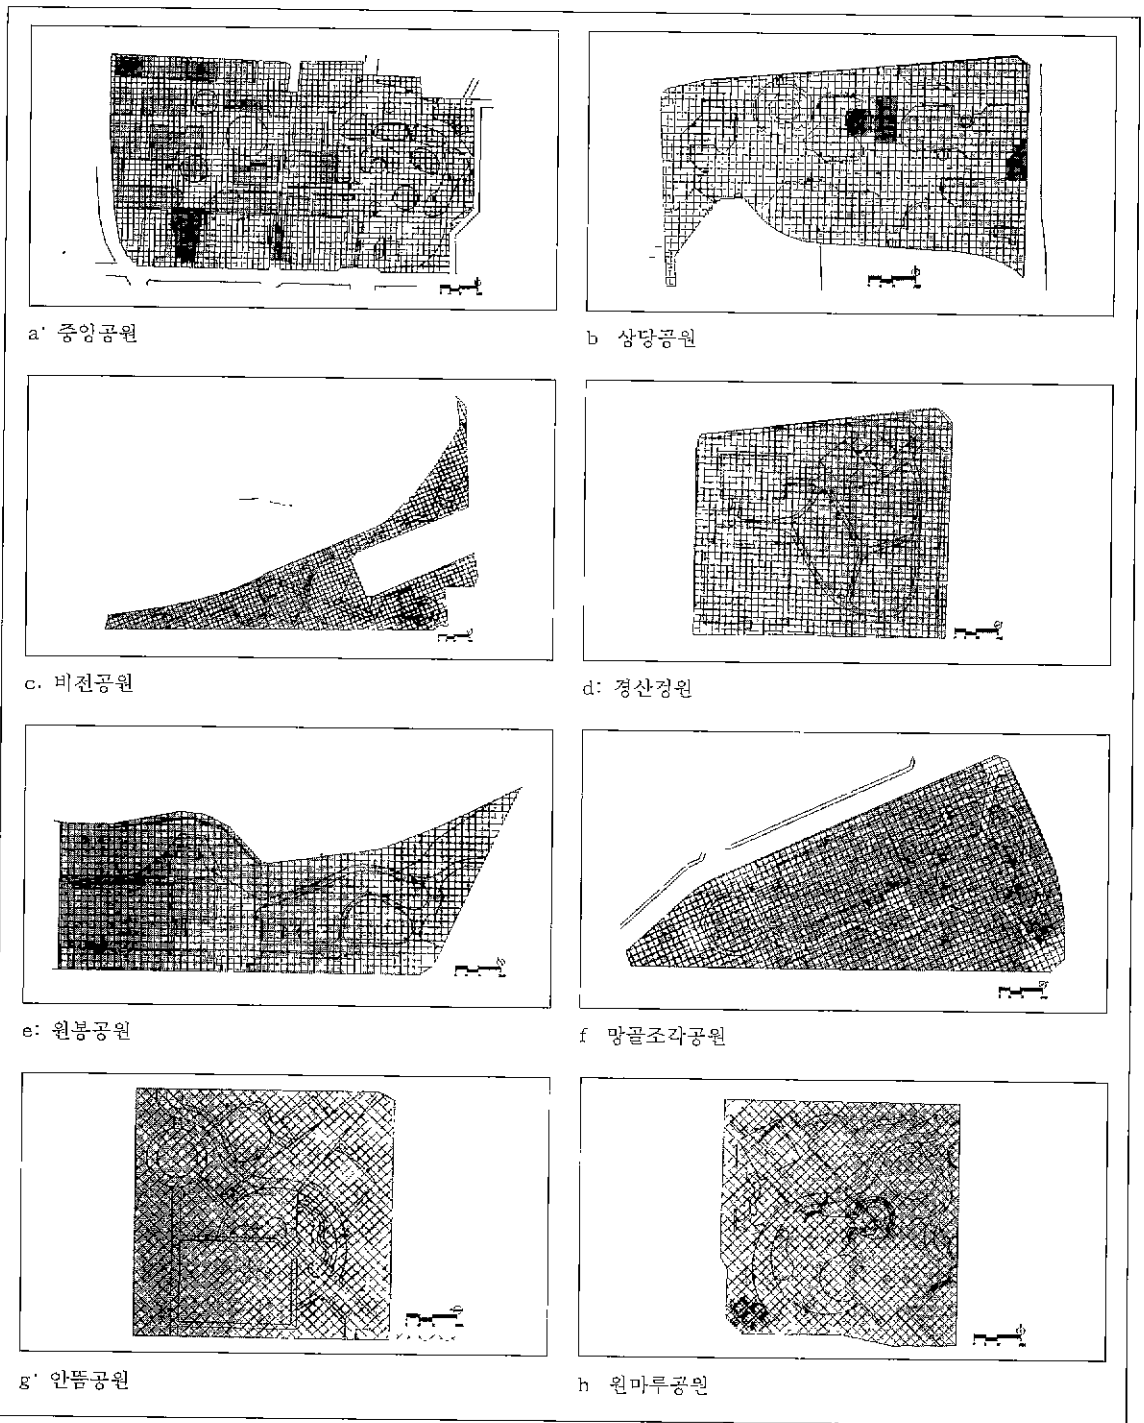 a: 중앙공원
b 상당공원
c. 비전공원
d: 경산정원
e: 원봉공원
f 망골조각공원
g: 안뜸공원
h 원마루공원